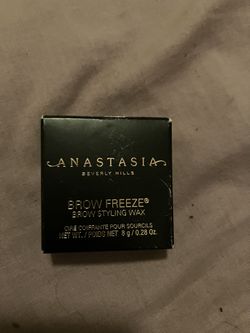 ANASTASIA
BEVERLY HILLS
BROW FREEZE®
BROW STYLING WAX
CIRE COIFFANTE POUR SOURCILS
NET WT. / POIDS NET 8 g / 0.28 Oz.